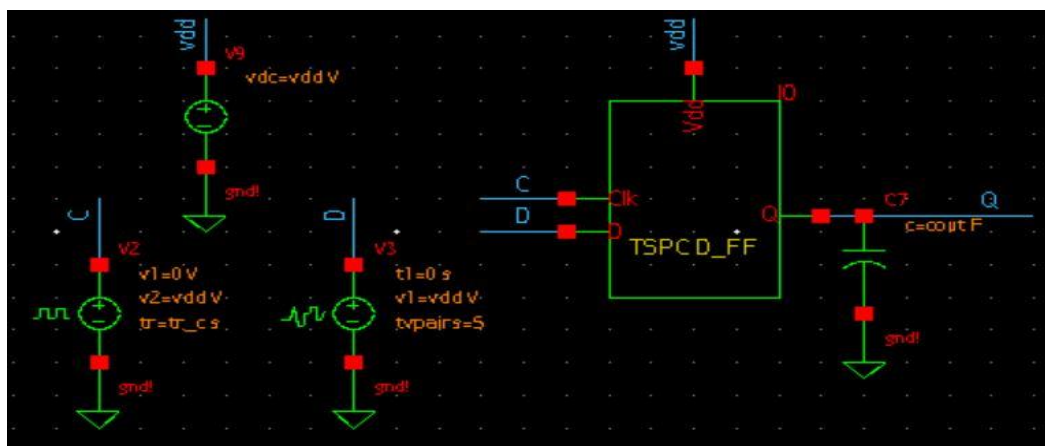 vdd
V9
vdc=vdd V
gnd!
C
V2
v1=0 V
v2=vdd V
tr=tr_c s
gnd!
D
V3
t1=0 s
v1=vdd V
tvpairs=5
gnd!
vdd
I0
Vdd
C
Clk
D
D
Q
TSPC D_FF
C7
Q
c=cout F
gnd!